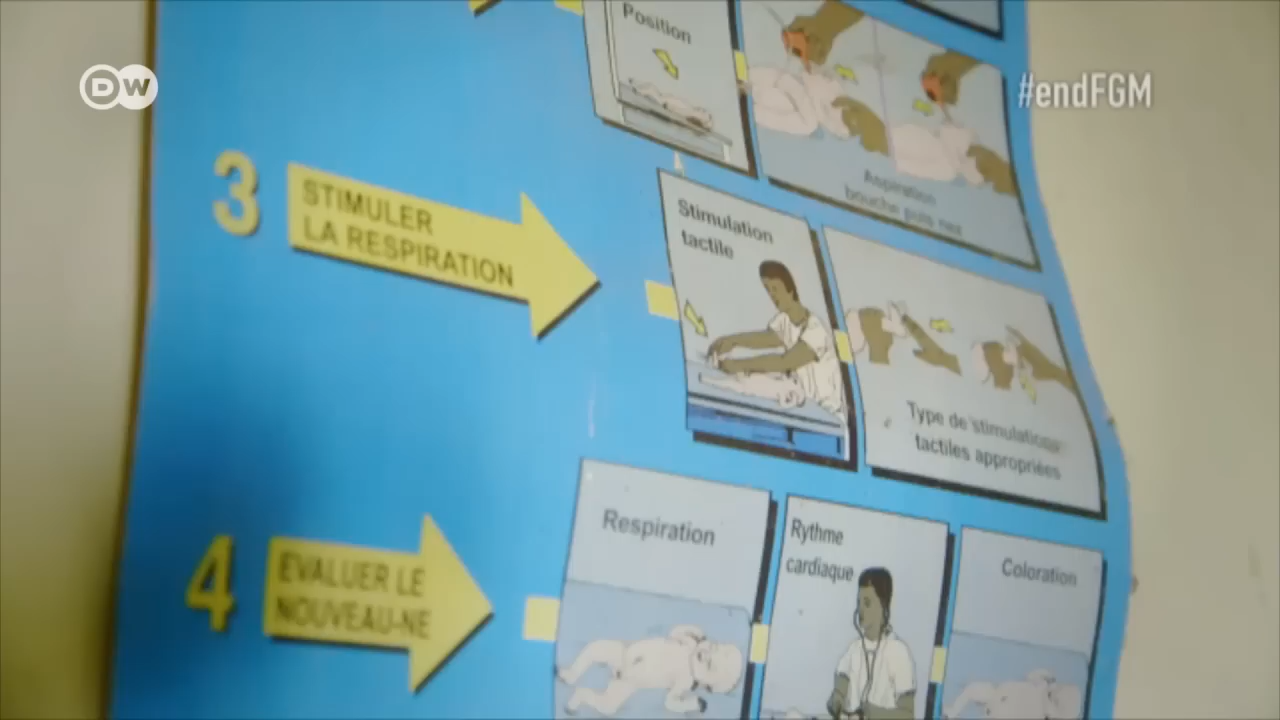 DW
#endFGM
Position
Aspiration
bouche puis nez
3
STIMULER
LA RESPIRATION
Stimulation
tactile
Type de stimulations
tactiles appropriées
4
EVALUER LE
NOUVEAU-NE
Respiration
Rythme
cardiaque
Coloration